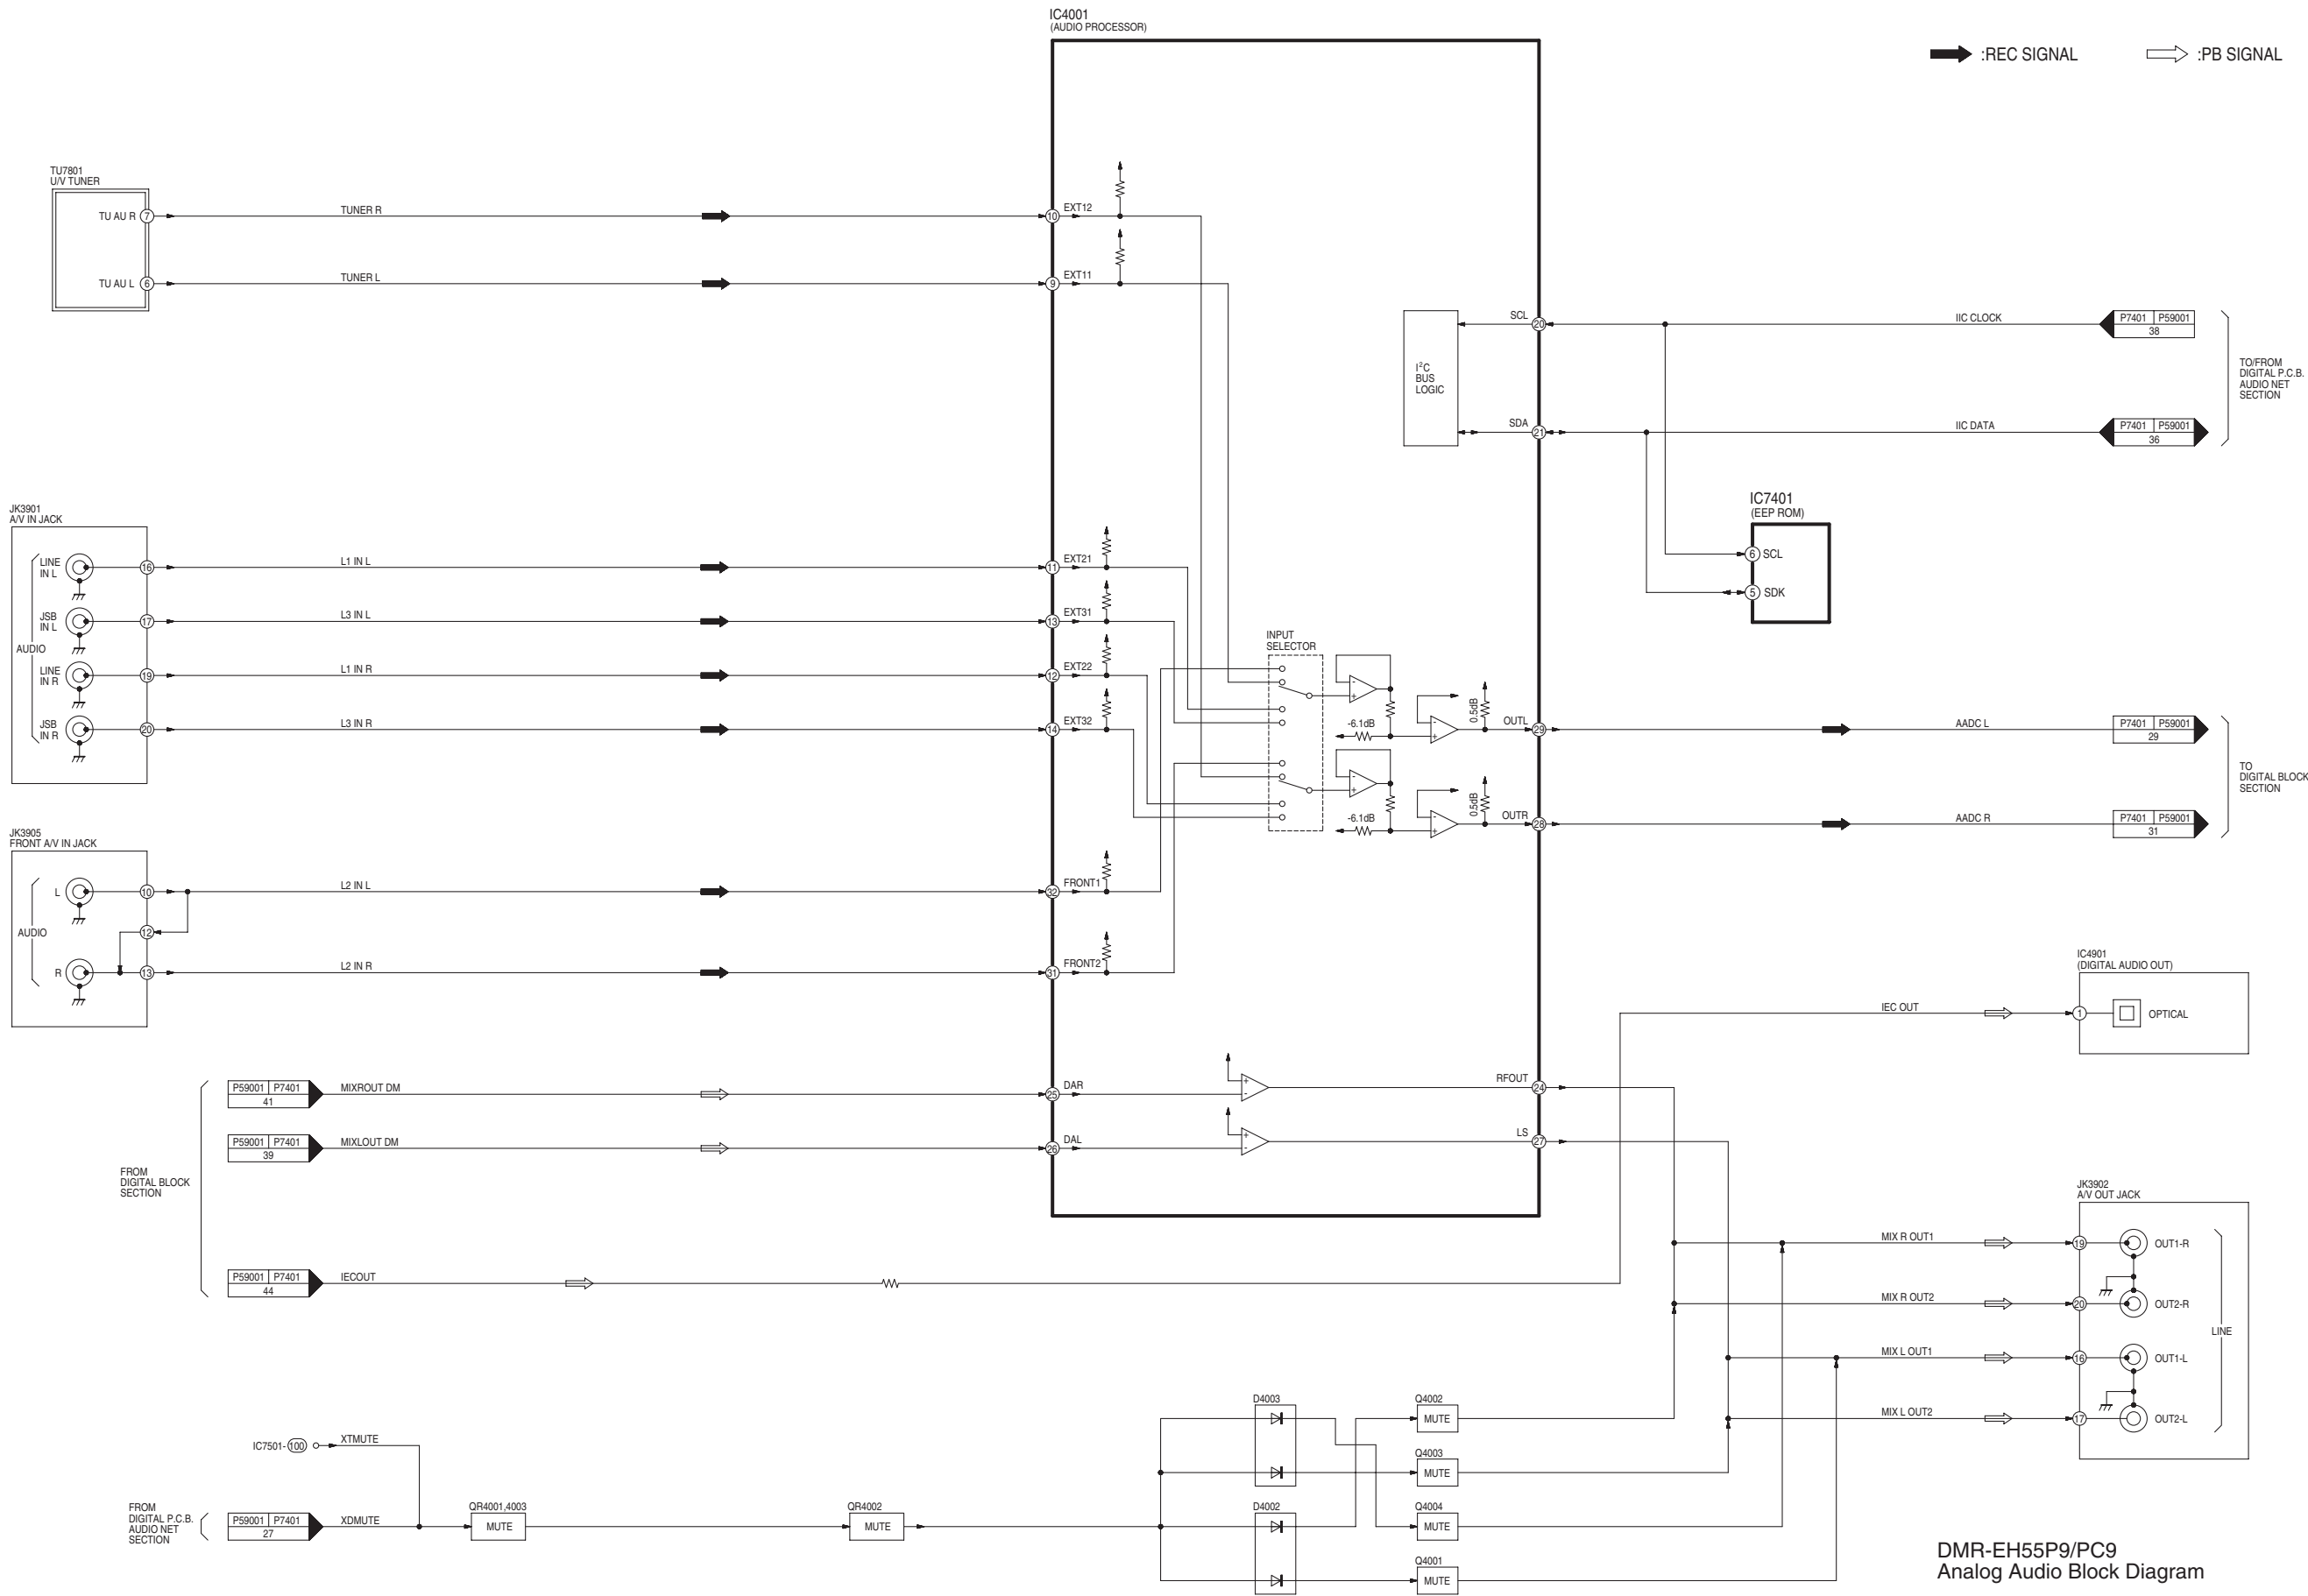 IC4001
(AUDIO PROCESSOR)
:REC SIGNAL
:PB SIGNAL
TU7801
U/V TUNER
TU AU R
7
TUNER R
10
EXT12
TU AU L
6
TUNER L
9
EXT11
I²C
BUS
LOGIC
SCL
20
IIC CLOCK
P7401
P59001
38
SDA
21
IIC DATA
P7401
P59001
36
TO/FROM
DIGITAL P.C.B.
AUDIO NET
SECTION
IC7401
(EEP ROM)
6
SCL
5
SDK
JK3901
A/V IN JACK
AUDIO
LINE
IN L
16
L1 IN L
11
EXT21
JSB
IN L
17
L3 IN L
13
EXT31
LINE
IN R
19
L1 IN R
12
EXT22
JSB
IN R
20
L3 IN R
14
EXT32
INPUT
SELECTOR
-
+
-6.1dB
-
+
0.5dB
OUTL
29
AADC L
P7401
P59001
29
-
+
-6.1dB
-
+
0.5dB
OUTR
28
AADC R
P7401
P59001
31
TO
DIGITAL BLOCK
SECTION
JK3905
FRONT A/V IN JACK
AUDIO
L
10
L2 IN L
32
FRONT1
12
R
13
L2 IN R
31
FRONT2
IC4901
(DIGITAL AUDIO OUT)
IEC OUT
1
OPTICAL
FROM
DIGITAL BLOCK
SECTION
P59001
P7401
41
MIXROUT DM
25
DAR
+
-
RFOUT
24
P59001
P7401
39
MIXLOUT DM
26
DAL
+
-
LS
27
P59001
P7401
44
IECOUT
JK3902
A/V OUT JACK
MIX R OUT1
19
OUT1-R
MIX R OUT2
20
OUT2-R
LINE
MIX L OUT1
16
OUT1-L
MIX L OUT2
17
OUT2-L
IC7501-
100
XTMUTE
FROM
DIGITAL P.C.B.
AUDIO NET
SECTION
P59001
P7401
27
XDMUTE
QR4001,4003
MUTE
QR4002
MUTE
D4003
D4002
Q4002
MUTE
Q4003
MUTE
Q4004
MUTE
Q4001
MUTE
DMR-EH55P9/PC9
Analog Audio Block Diagram